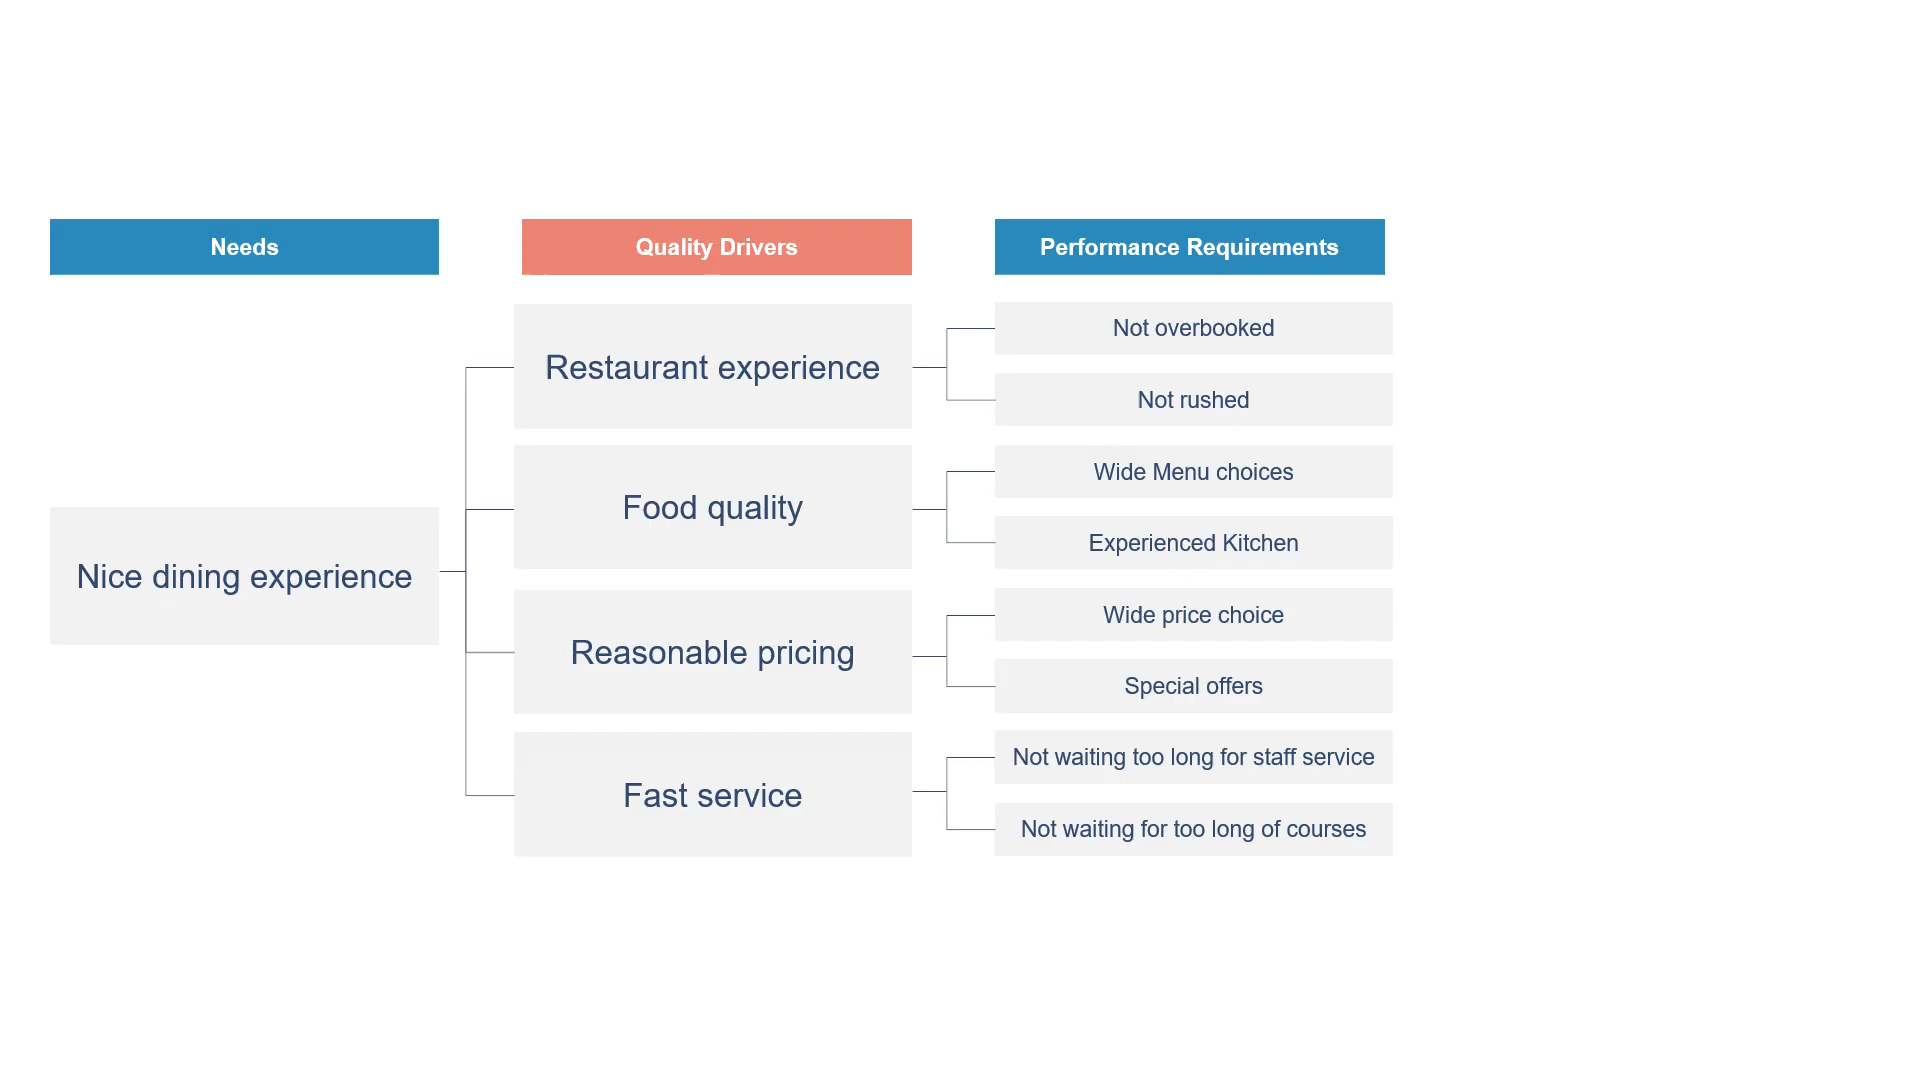 Needs
Quality Drivers
Performance Requirements
Nice dining experience
Restaurant experience
Food quality
Reasonable pricing
Fast service
Not overbooked
Not rushed
Wide Menu choices
Experienced Kitchen
Wide price choice
Special offers
Not waiting too long for staff service
Not waiting for too long of courses